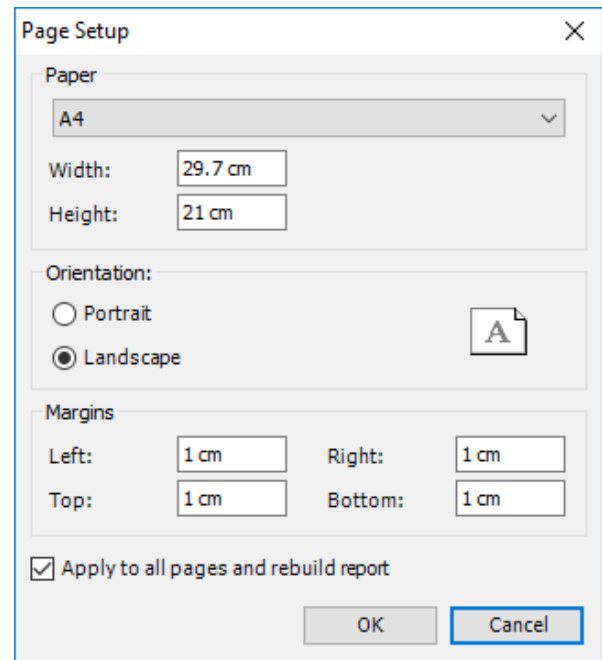 Page Setup
Paper
A4
Width: 29.7 cm
Height: 21 cm
Orientation:
Portrait
A
Landscape
Margins
Left: 1 cm Right: 1 cm
Top: 1 cm Bottom: 1 cm
Apply to all pages and rebuild report
OK Cancel